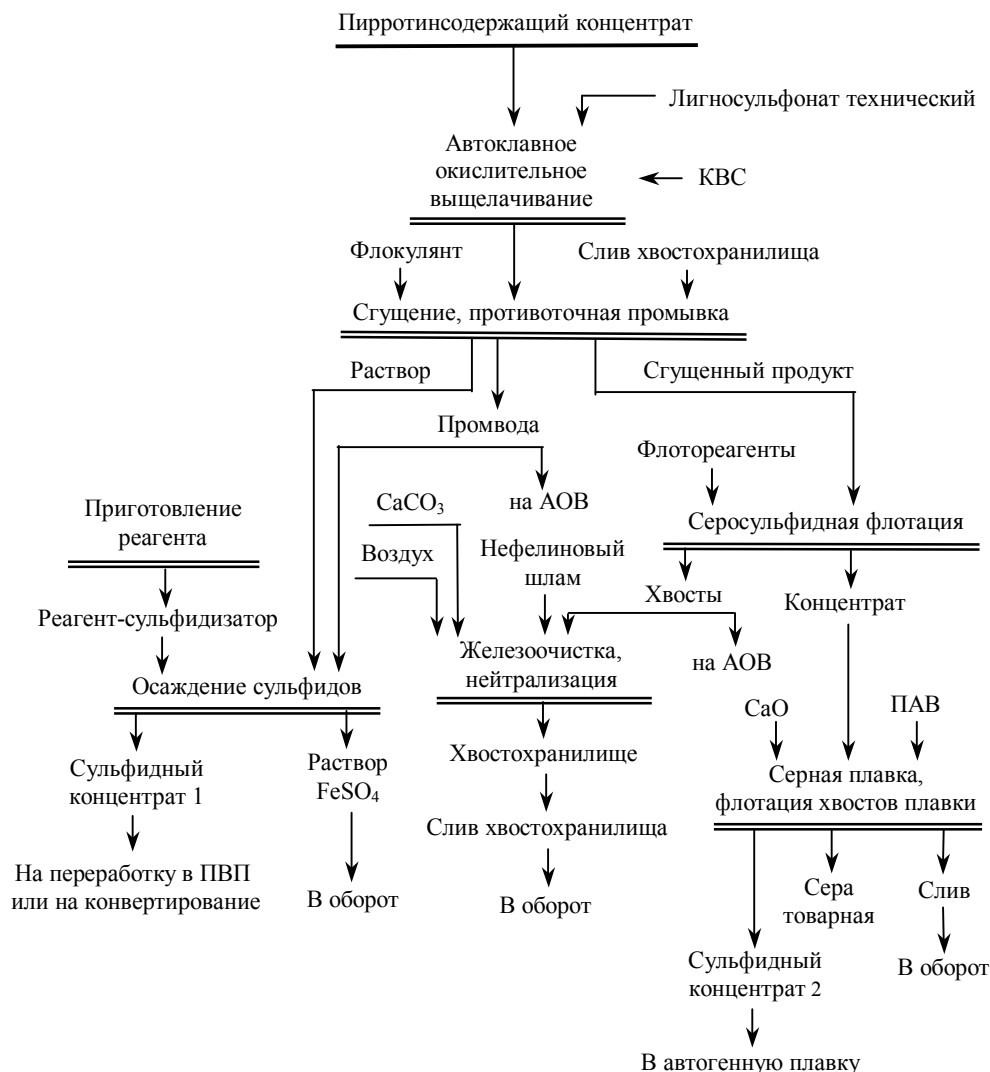 Пирротинсодержащий концентрат
Лигносульфонат технический
Автоклавное
окислительное
выщелачивание
КВС
Флокулянт
Слив хвостохранилища
Сгущение, противоточная промывка
Раствор
Сгущенный продукт
Промвода
Флотореагенты
CaCO3
на АОВ
Приготовление
реагента
Серосульфидная флотация
Воздух
Нефелиновый
шлам
Хвосты
Концентрат
Реагент-сульфидизатор
Железоочистка,
нейтрализация
на АОВ
Осаждение сульфидов
CaO
ПАВ
Сульфидный
концентрат 1
Раствор
FeSO4
Хвостохранилище
Серная плавка,
флотация хвостов плавки
Слив хвостохранилища
На переработку в ПВП
или на конвертирование
В оборот
В оборот
Сера
товарная
Слив
Сульфидный
концентрат 2
В оборот
В автогенную плавку